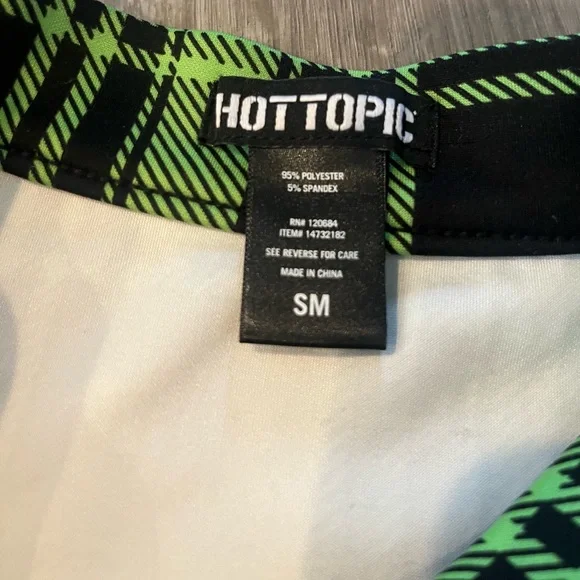 HOTTOPIC
95% POLYESTER
5% SPANDEX
RN# 120684
ITEM# 14732182
SEE REVERSE FOR CARE
MADE IN CHINA
SM